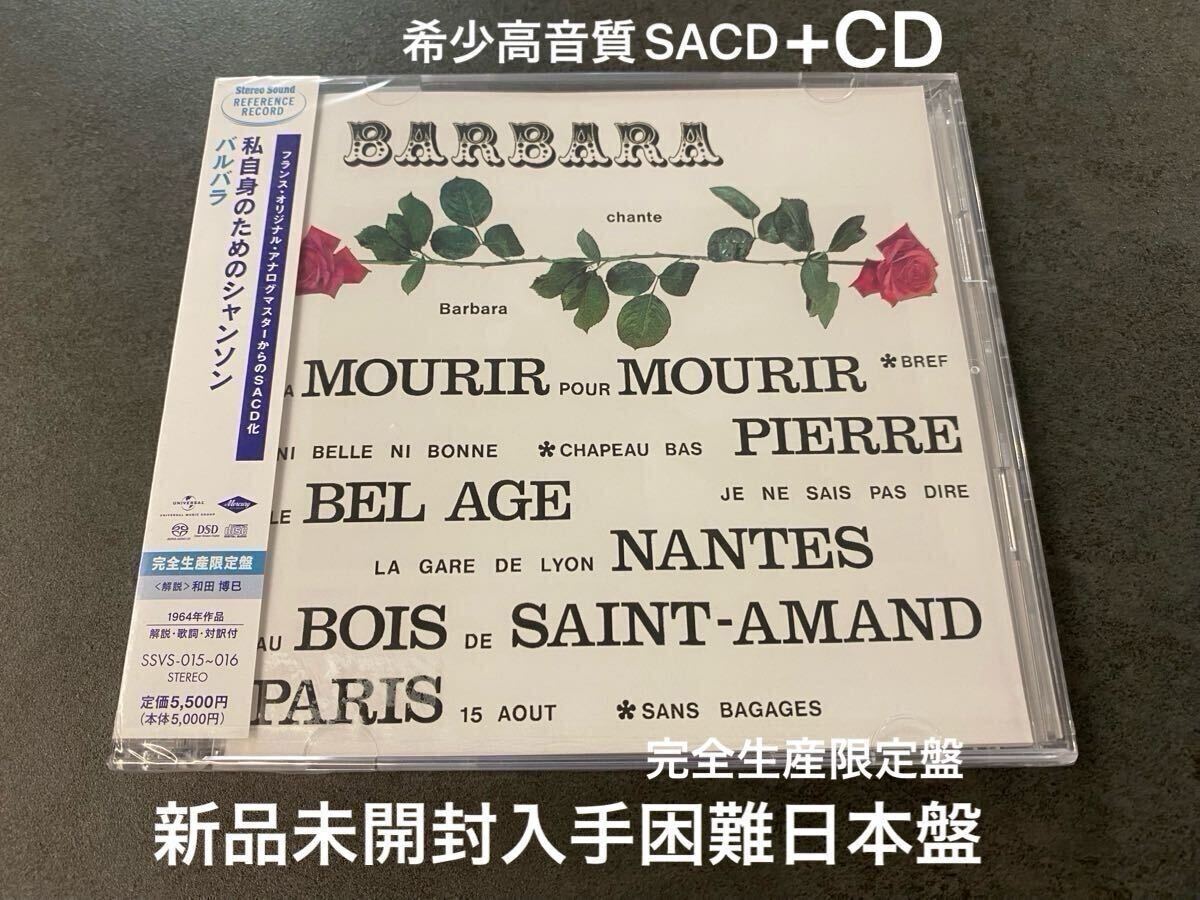 希少高音質SACD+CD
Stereo Sound
REFERENCE
RECORD
フランス・オリジナル・アナログマスターからのSACD化
私自身のためのシャンソン
バルバラ
UNIVERSAL
UNIVERSAL MUSIC GROUP
Mercury
DSD
完全生産限定盤
<解説>和田 博巳
1964年作品
解説・歌詞・対訳付
SSVS-015~016
STEREO
定価5,500円
(本体5,000円)
BARBARA
chante
Barbara
A MOURIR POUR MOURIR *BREF
NI BELLE NI BONNE *CHAPEAU BAS PIERRE
LE BEL AGE JE NE SAIS PAS DIRE
LA GARE DE LYON NANTES
AU BOIS DE SAINT-AMAND
PARIS 15 AOUT *SANS BAGAGES
完全生産限定盤
新品未開封入手困難日本盤